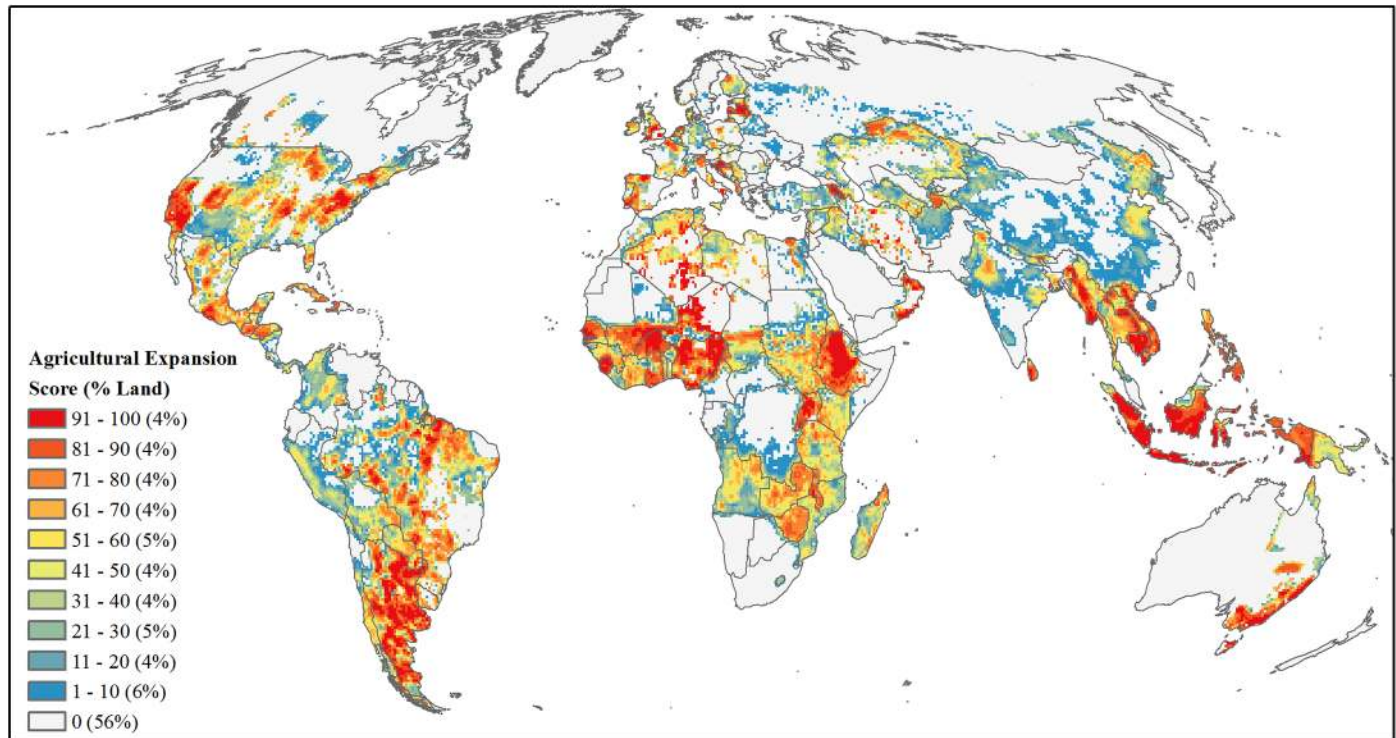 Agricultural Expansion
Score (% Land)
91 - 100 (4%)
81 - 90 (4%)
71 - 80 (4%)
61 - 70 (4%)
51 - 60 (5%)
41 - 50 (4%)
31 - 40 (4%)
21 - 30 (5%)
11 - 20 (4%)
1 - 10 (6%)
0 (56%)